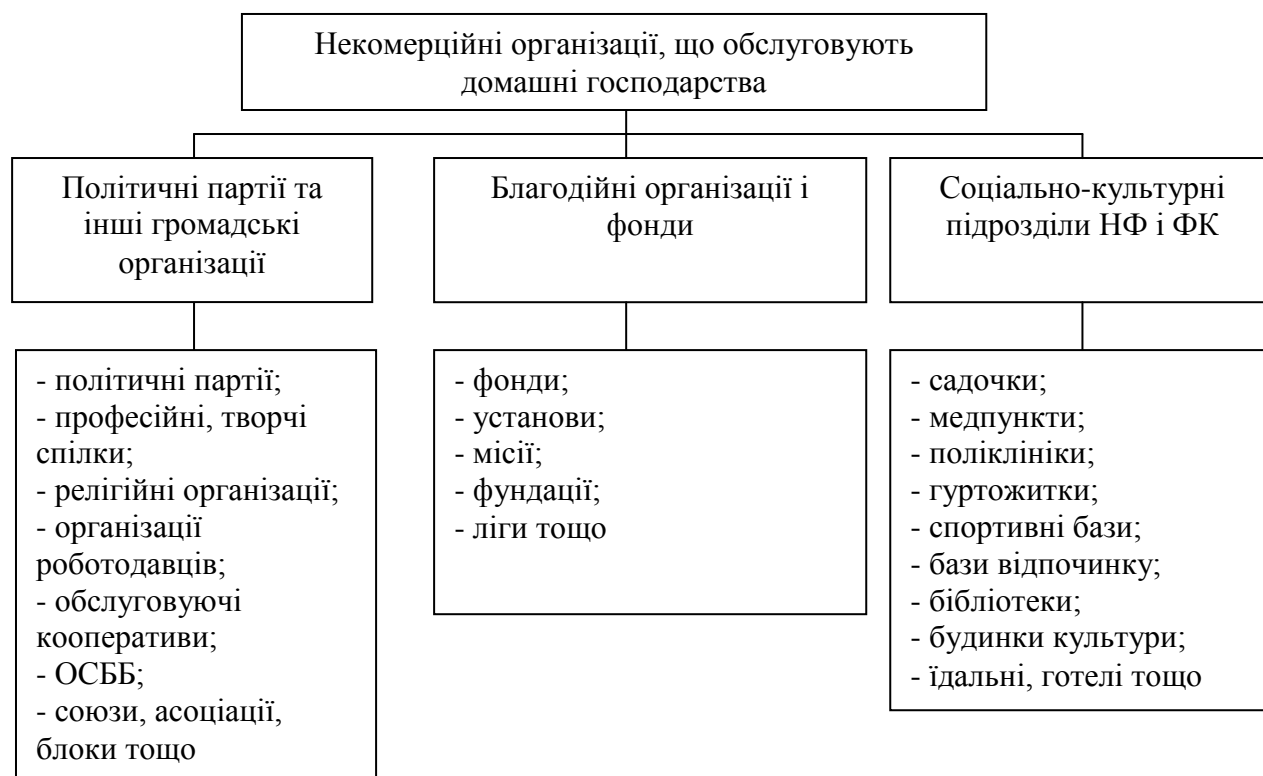 Некомерційні організації, що обслуговують
домашні господарства
Політичні партії та
інші громадські
організації
Благодійні організації і
фонди
Соціально-культурні
підрозділи НФ і ФК
- політичні партії;
- професійні, творчі
спілки;
- релігійні організації;
- організації
роботодавців;
- обслуговуючі
кооперативи;
- ОСББ;
- союзи, асоціації,
блоки тощо
- фонди;
- установи;
- місії;
- фундації;
- ліги тощо
- садочки;
- медпункти;
- поліклініки;
- гуртожитки;
- спортивні бази;
- бази відпочинку;
- бібліотеки;
- будинки культури;
- їдальні, готелі тощо